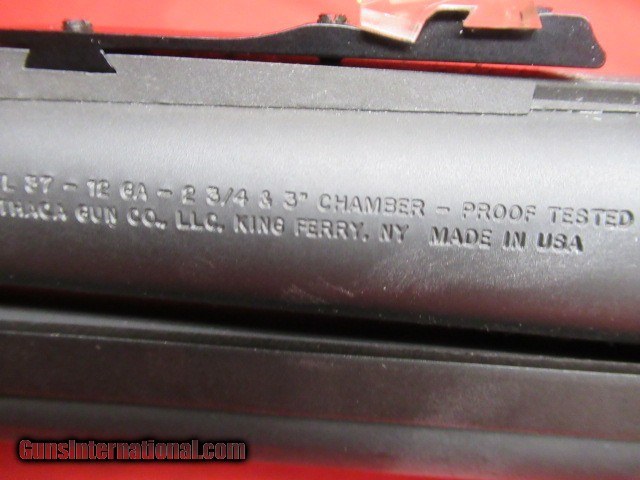 L 37 - 12 GA - 2 3/4 & 3" CHAMBER - PROOF TESTED
THACA GUN CO., LLC, KING FERRY, NY MADE IN USA
GunsInternational.com